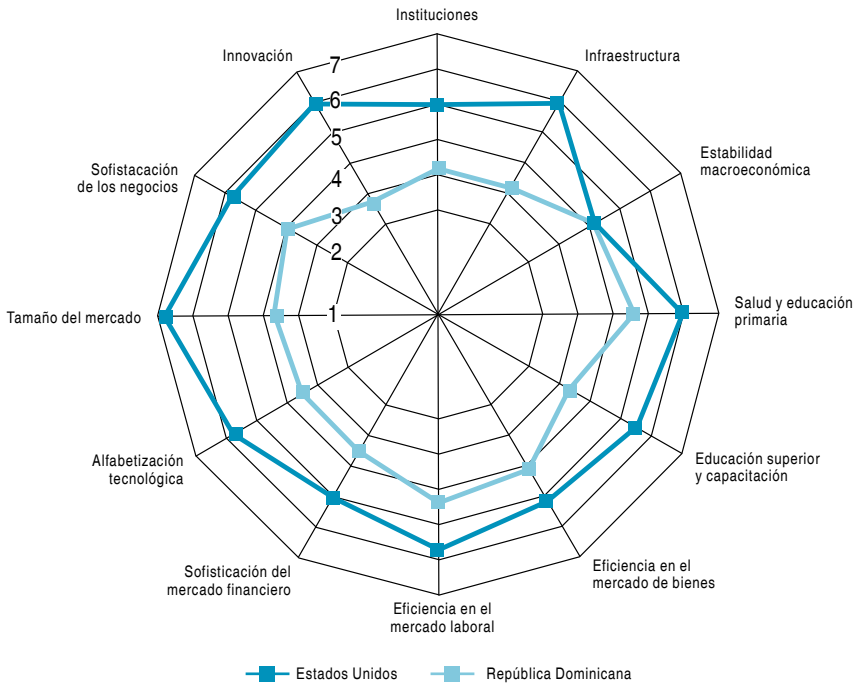 Instituciones
Infraestructura
Estabilidad
macroeconómica
Salud y educación
primaria
Educación superior
y capacitación
Eficiencia en el
mercado de bienes
Eficiencia en el
mercado laboral
Sofisticación del
mercado financiero
Alfabetización
tecnológica
Tamaño del mercado
Sofistacación
de los negocios
Innovación
7
6
5
4
3
2
1
Estados Unidos
República Dominicana